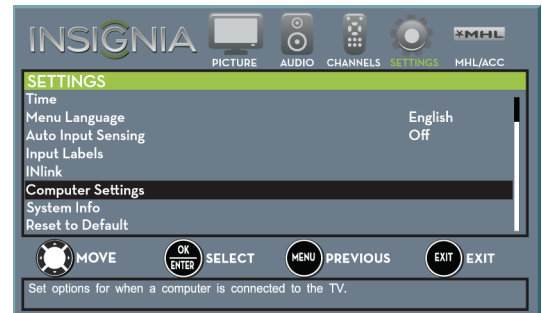 INSIGNIA
PICTURE AUDIO CHANNELS SETTINGS MHL MHL/ACC
SETTINGS
Time
Menu Language English
Auto Input Sensing Off
Input Labels
INlink
Computer Settings
System Info
Reset to Default
MOVE OK ENTER SELECT MENU PREVIOUS EXIT EXIT
Set options for when a computer is connected to the TV.